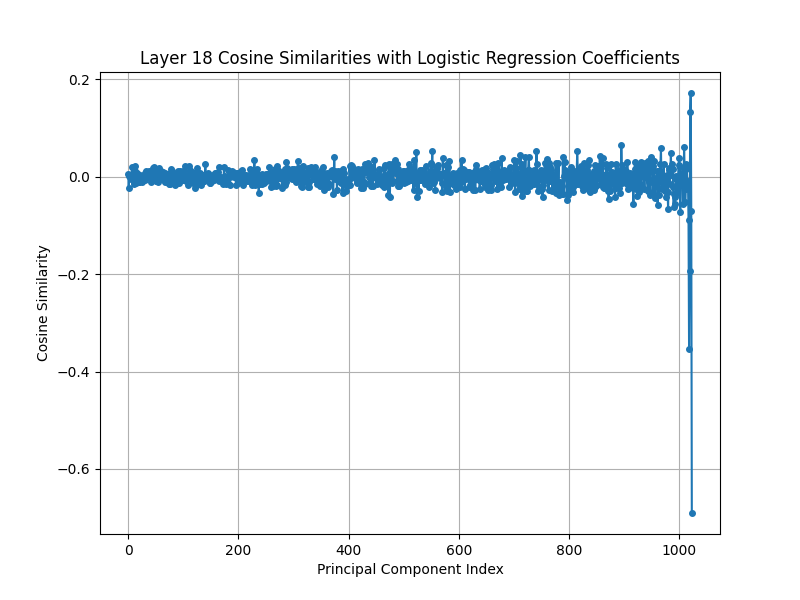 Layer 18 Cosine Similarities with Logistic Regression Coefficients
0.2
0.0
−0.2
−0.4
−0.6
Cosine Similarity
0 200 400 600 800 1000
Principal Component Index